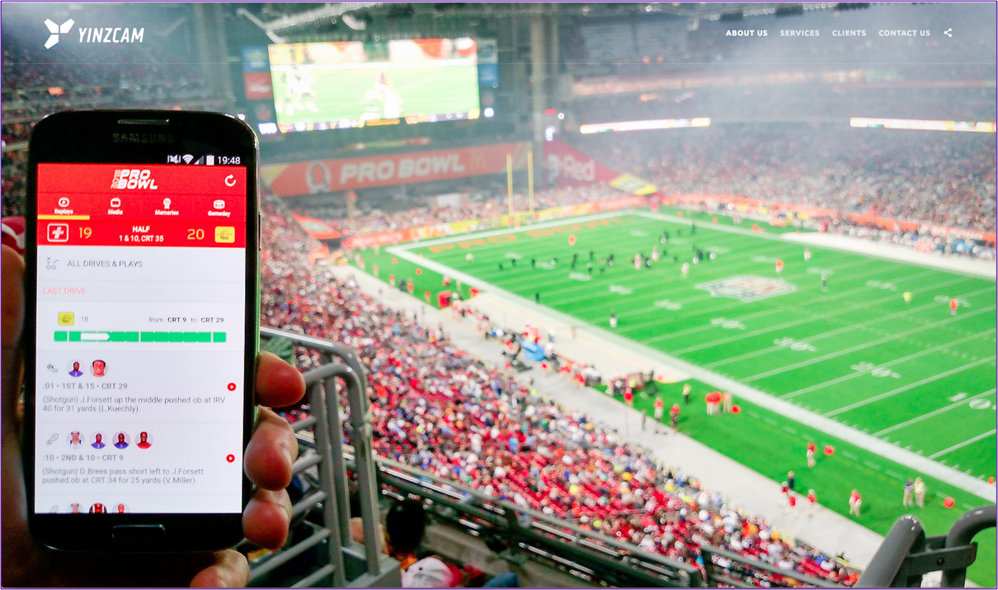 YINZCAM
ABOUT US SERVICES CLIENTS CONTACT US
PRO BOWL
SAMSUNG
19:48
PRO
BOWL
Replays Media Memories Gameday
19 HALF 20
1 & 10, CRT 35
ALL DRIVES & PLAYS
LAST DRIVE
18 from CRT 9 to CRT 29
:01 • 1ST & 15 • CRT 29
(Shotgun) J.Forsett up the middle pushed ob at IRV
40 for 31 yards (L.Kuechly).
:10 • 2ND & 10 • CRT 9
(Shotgun) D.Brees pass short left to J.Forsett
pushed ob at CRT 34 for 25 yards (V.Miller).